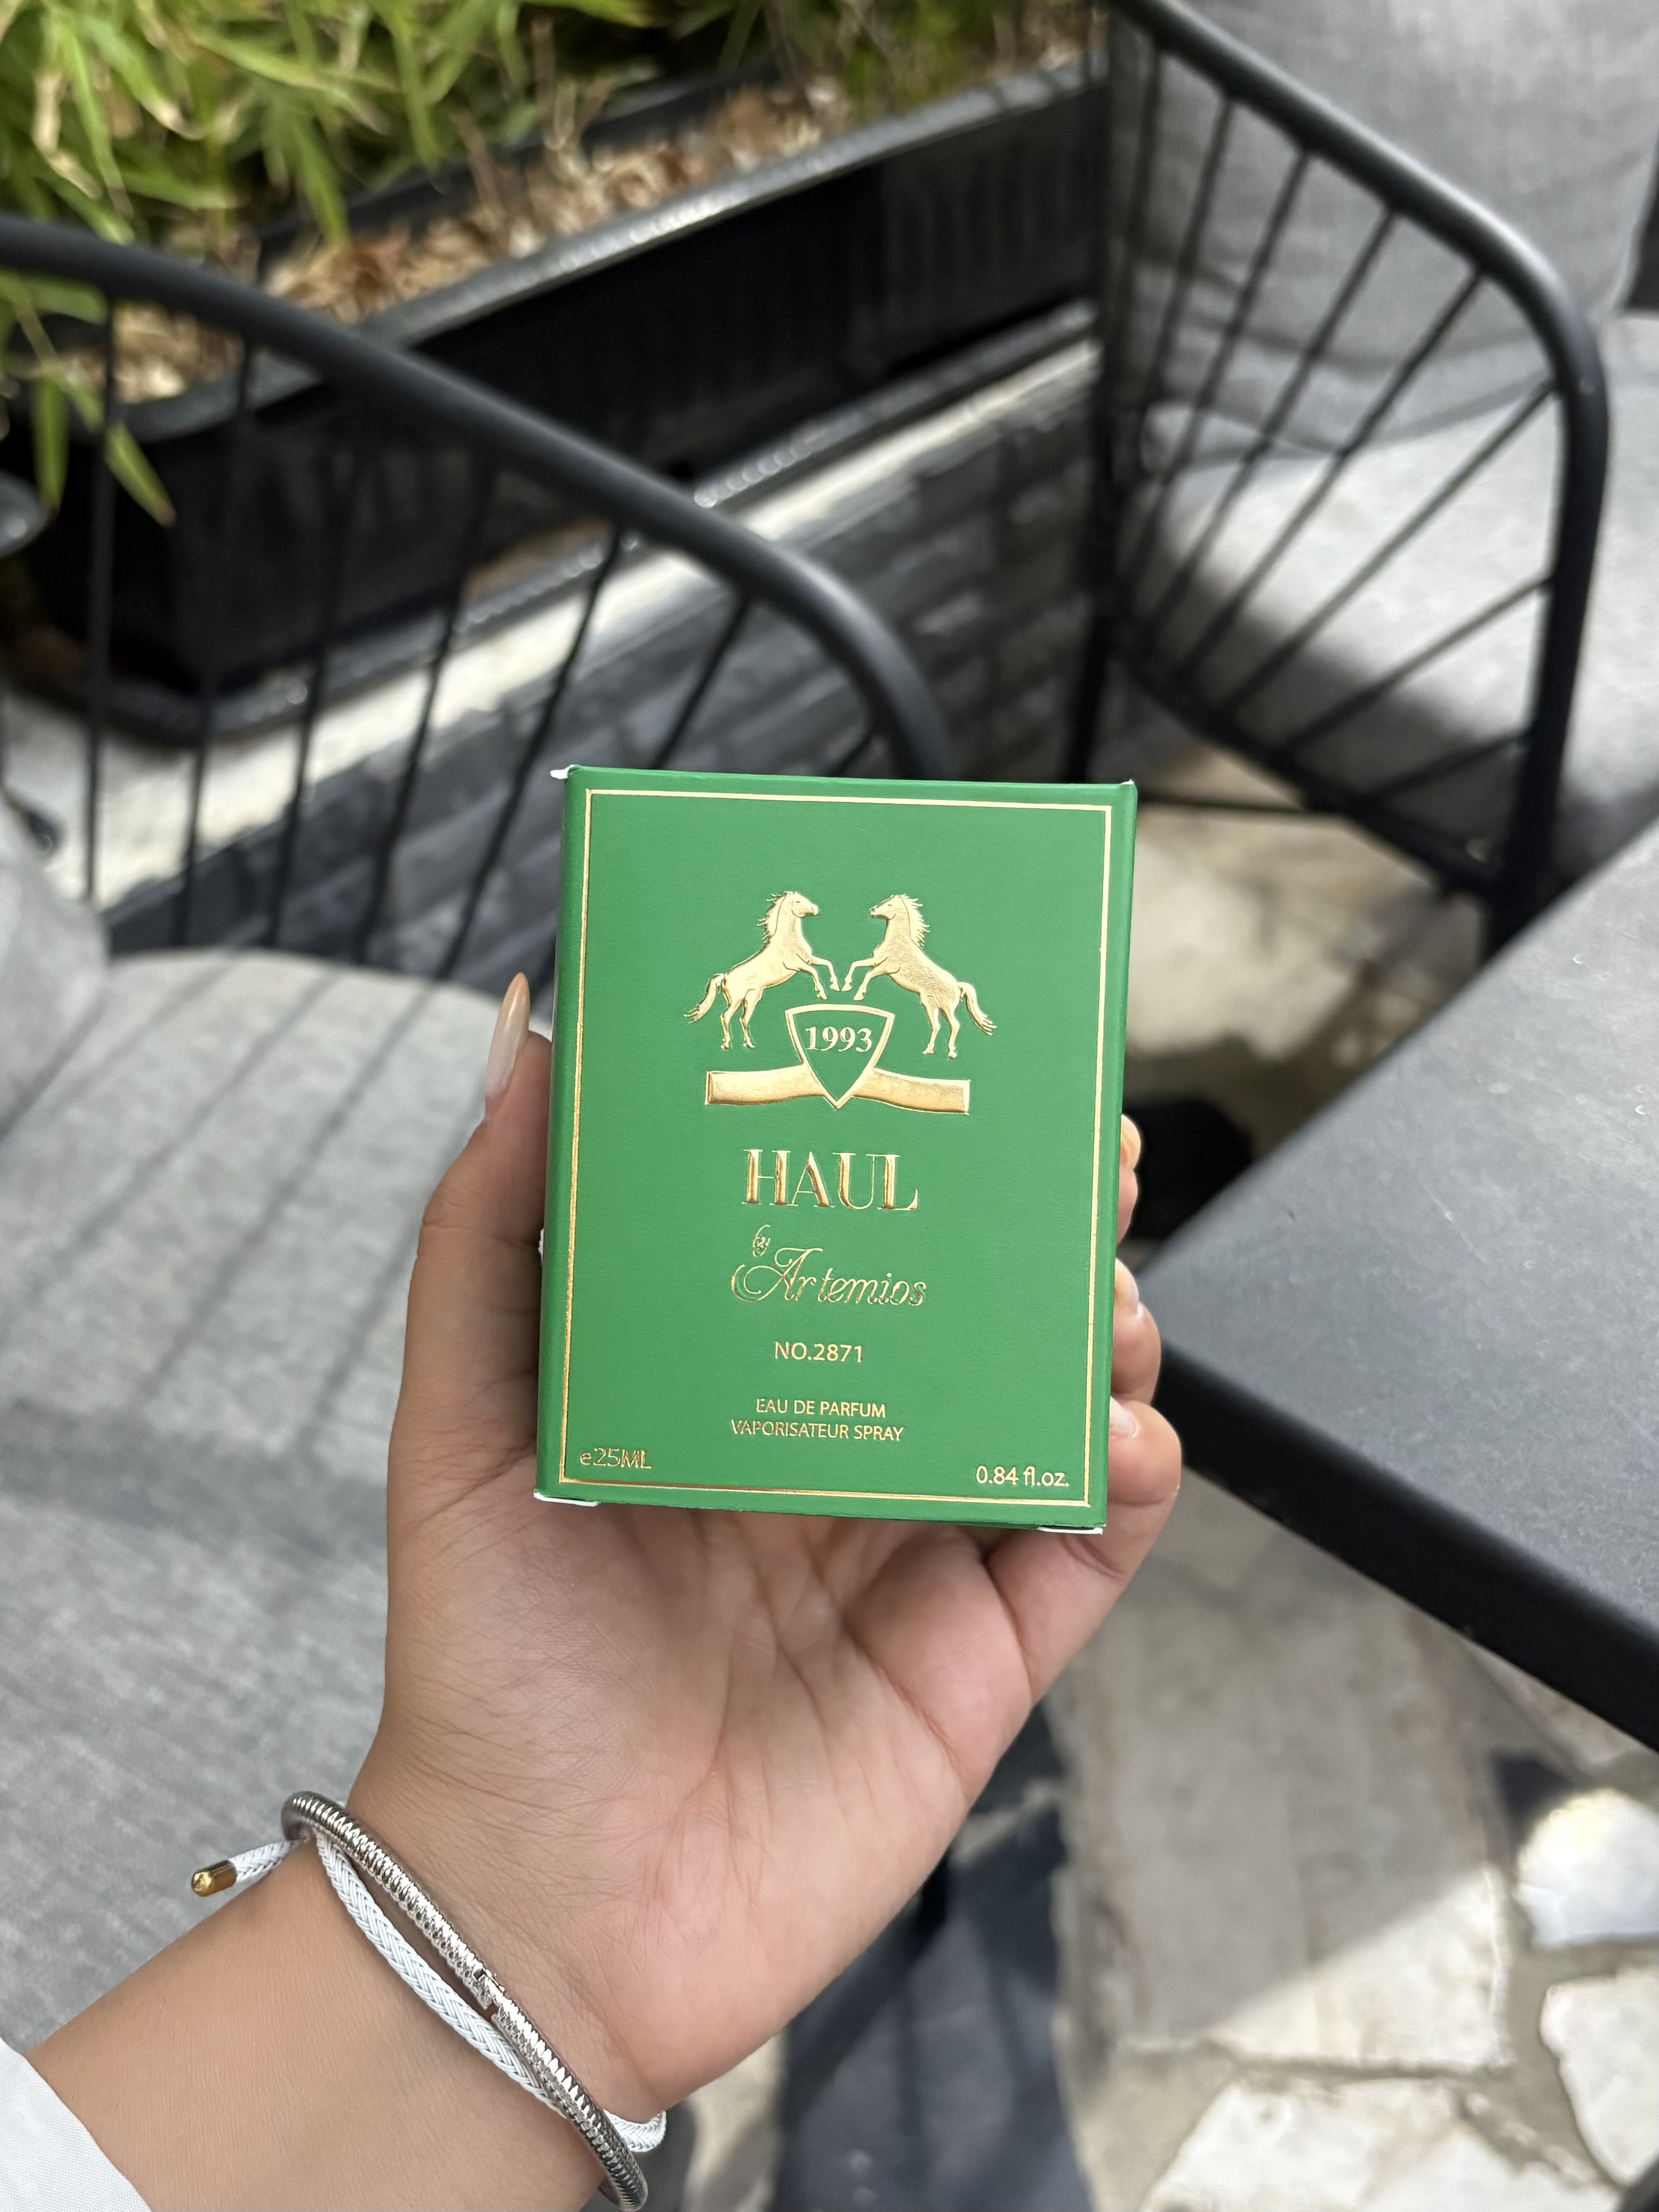 1993
HAUL
by
Artemios
NO.2871
EAU DE PARFUM
VAPORISATEUR SPRAY
e25ML
0.84 fl.oz.